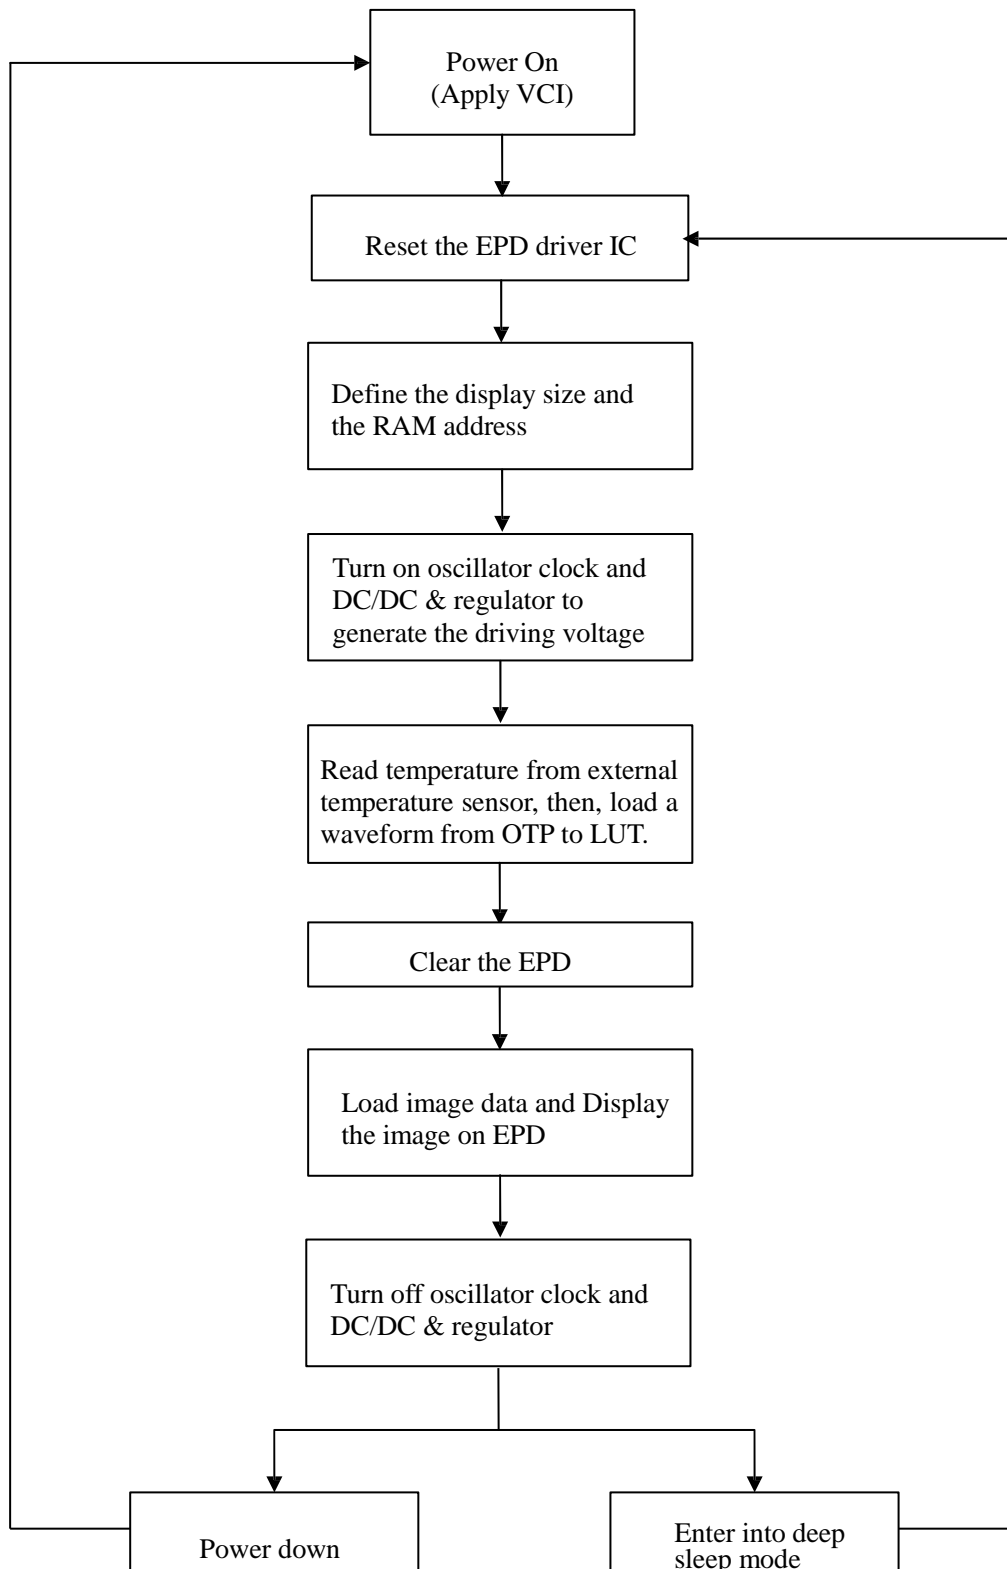 Power On
(Apply VCI)
Reset the EPD driver IC
Define the display size and
the RAM address
Turn on oscillator clock and
DC/DC & regulator to
generate the driving voltage
Read temperature from external
temperature sensor, then, load a
waveform from OTP to LUT.
Clear the EPD
Load image data and Display
the image on EPD
Turn off oscillator clock and
DC/DC & regulator
Power down
Enter into deep
sleep mode